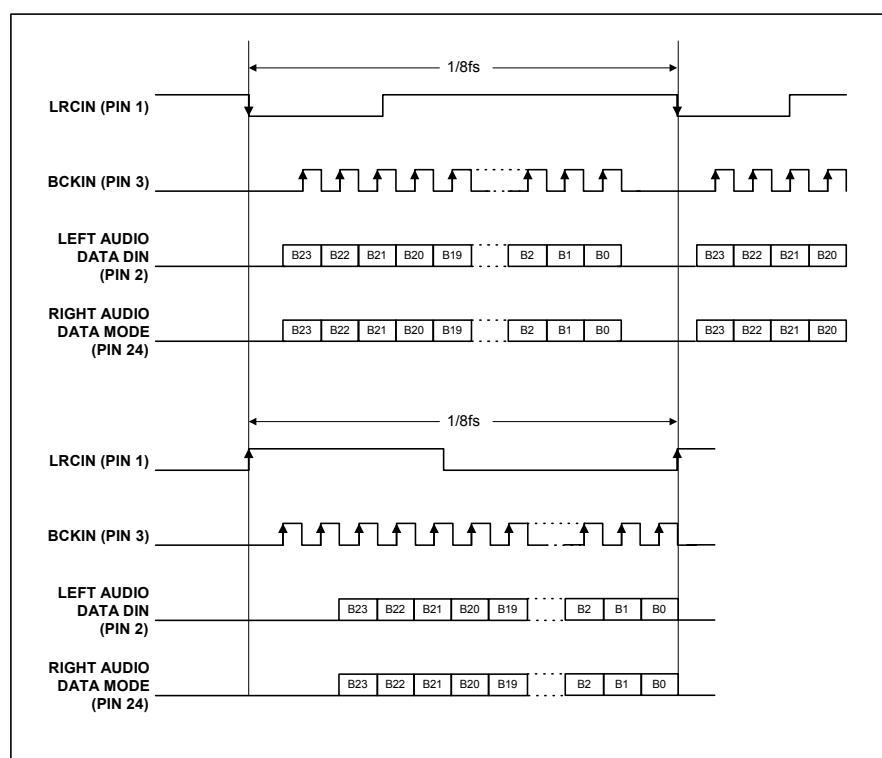 1/8fs
LRCIN (PIN 1)
BCKIN (PIN 3)
LEFT AUDIO
DATA DIN
(PIN 2)
B23 B22 B21 B20 B19 B2 B1 B0 B23 B22 B21 B20
RIGHT AUDIO
DATA MODE
(PIN 24)
B23 B22 B21 B20 B19 B2 B1 B0 B23 B22 B21 B20
1/8fs
LRCIN (PIN 1)
BCKIN (PIN 3)
LEFT AUDIO
DATA DIN
(PIN 2)
B23 B22 B21 B20 B19 B2 B1 B0
RIGHT AUDIO
DATA MODE
(PIN 24)
B23 B22 B21 B20 B19 B2 B1 B0